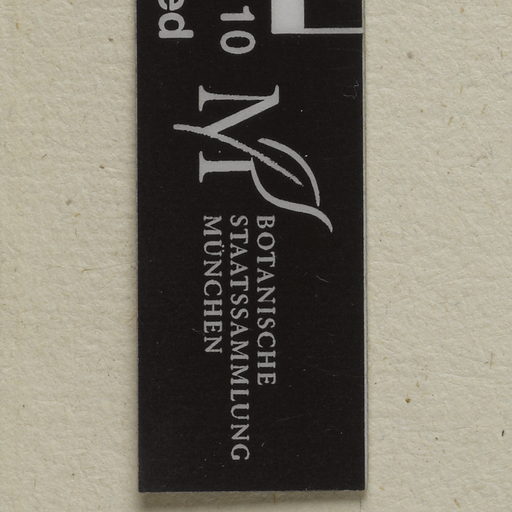 10
ed
M
BOTANISCHE
STAATSSAMMLUNG
MÜNCHEN